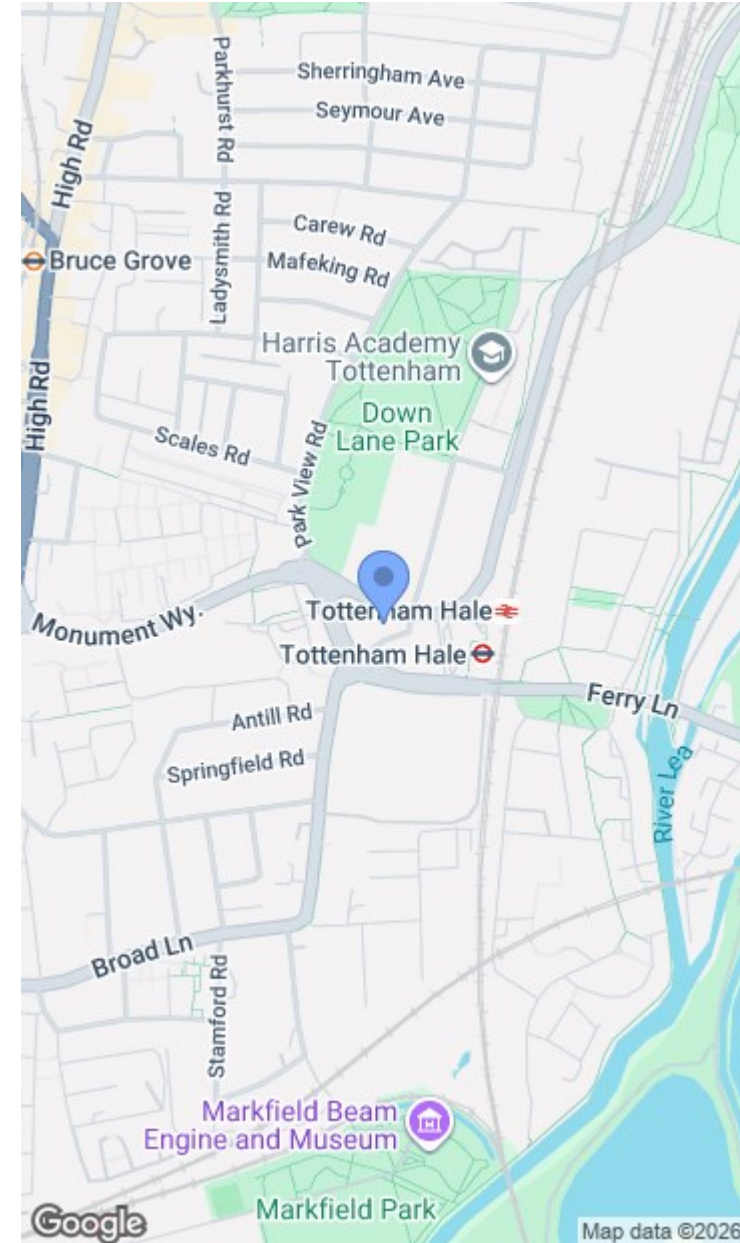 Sherringham Ave
Parkhurst Rd
Seymour Ave
High Rd
Ladysmith Rd
Carew Rd
Bruce Grove
Mafeking Rd
Harris Academy
Tottenham
High Rd
Down
Lane Park
Scales Rd
Park View Rd
Monument Wy.
Tottenham Hale
Tottenham Hale
Ferry Ln
Antill Rd
Springfield Rd
River Lea
Broad Ln
Stamford Rd
Markfield Beam
Engine and Museum
Markfield Park
Google
Map data ©2026